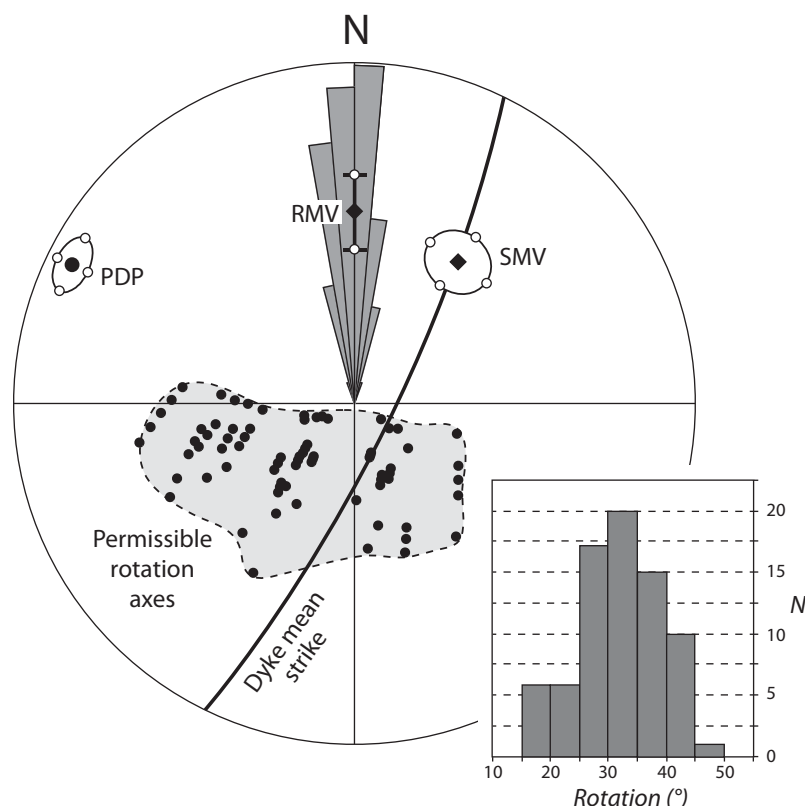 N
RMV
SMV
PDP
Permissible
rotation
axes
Dyke mean
strike
20
15
N
10
5
0
10 20 30 40 50
Rotation (°)